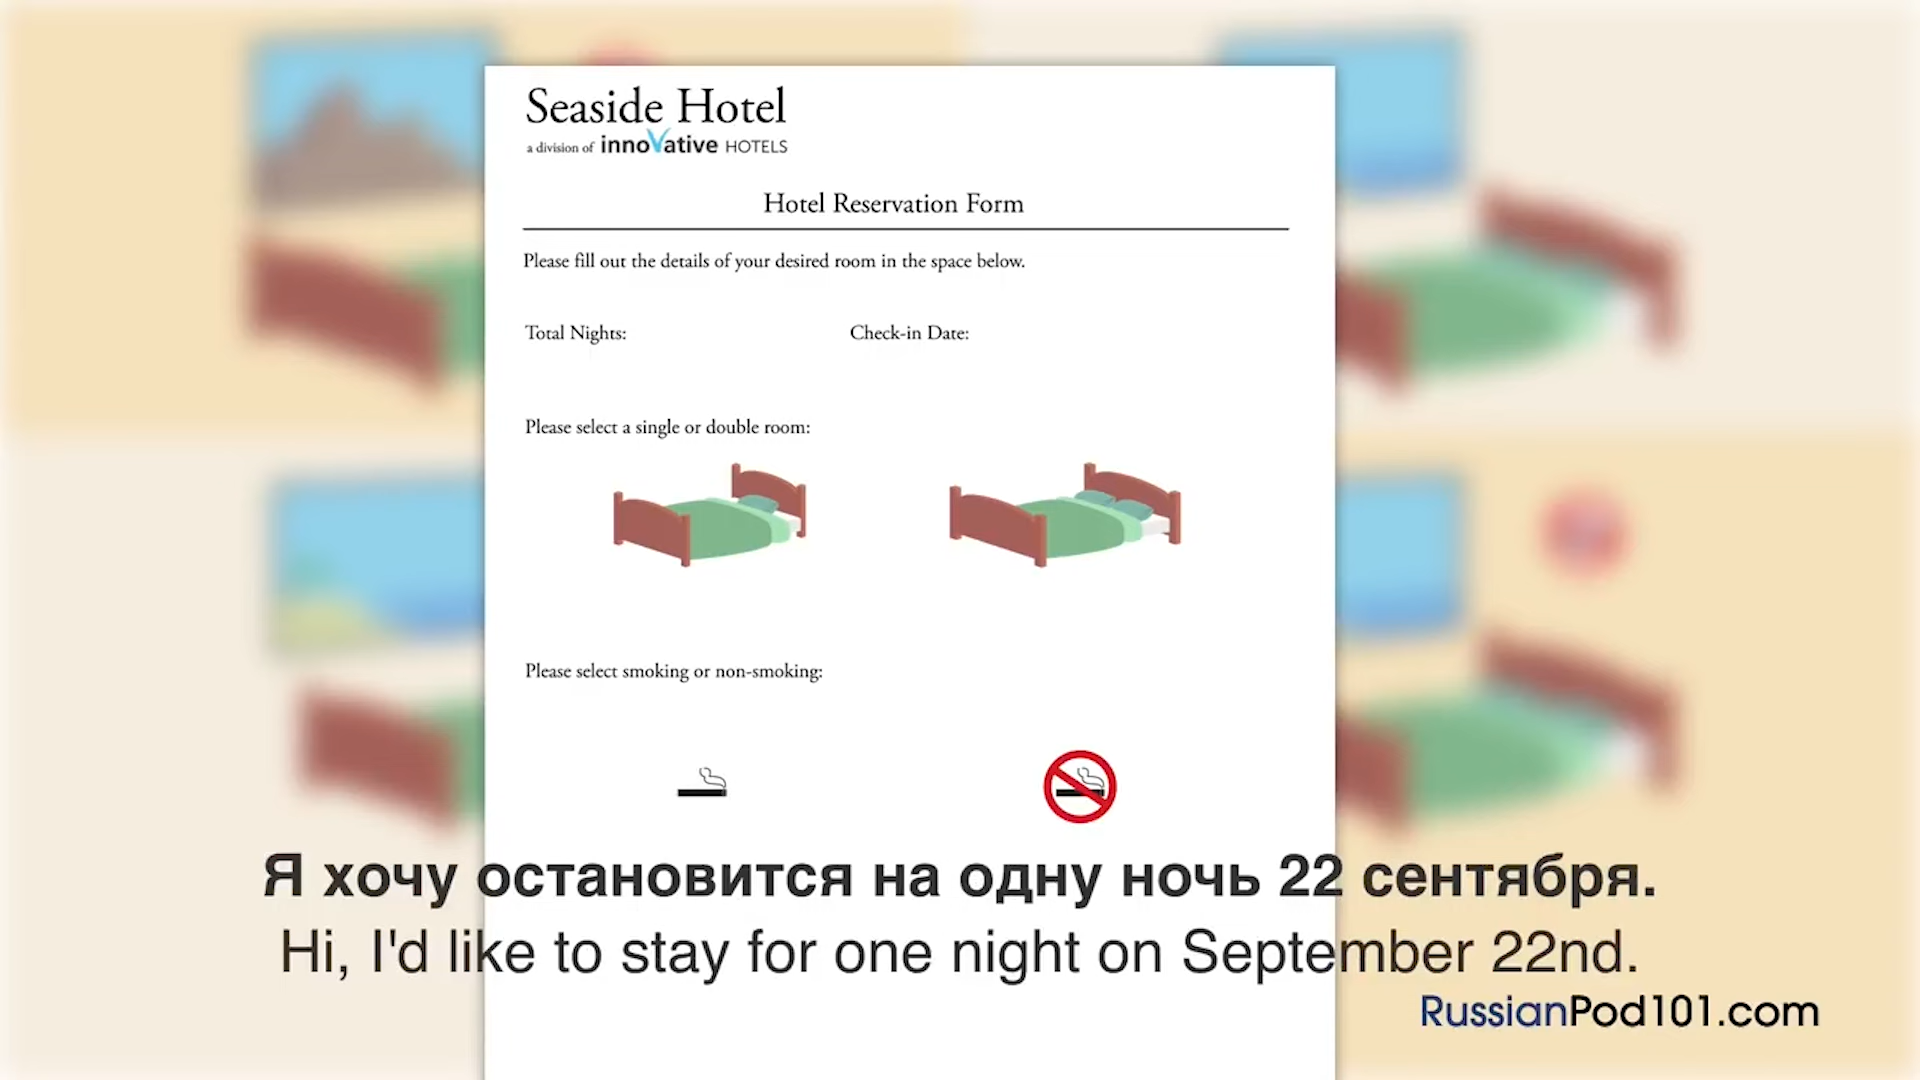 Seaside Hotel
a division of innovative HOTELS
Hotel Reservation Form
Please fill out the details of your desired room in the space below.
Total Nights: Check-in Date:
Please select a single or double room:
Please select smoking or non-smoking:
Я хочу остановится на одну ночь 22 сентября.
Hi, I'd like to stay for one night on September 22nd.
RussianPod101.com